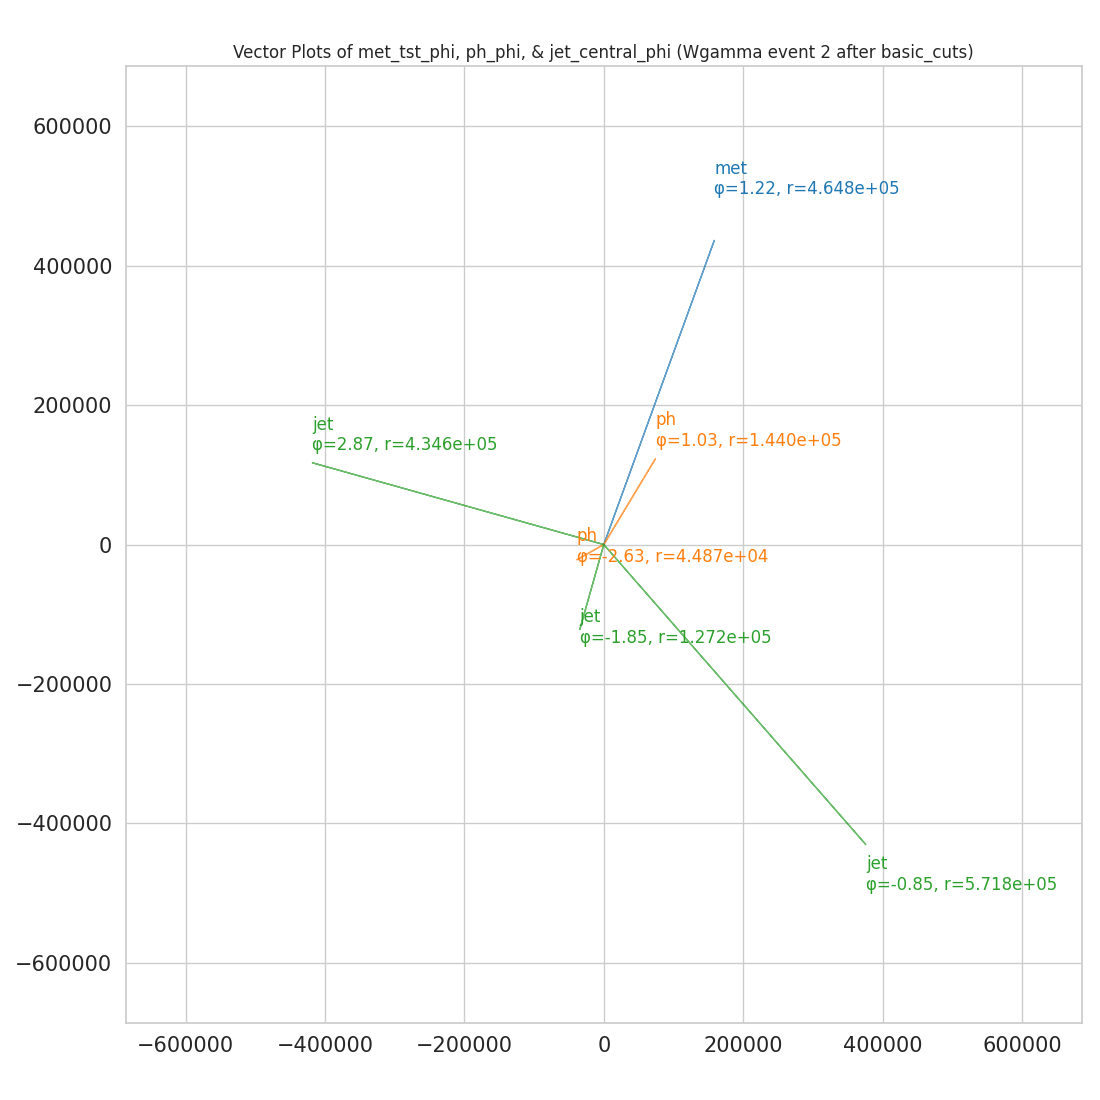 Vector Plots of met_tst_phi, ph_phi, & jet_central_phi (Wgamma event 2 after basic_cuts)
600000
400000
200000
0
−200000
−400000
−600000
met
φ=1.22, r=4.648e+05
jet
φ=2.87, r=4.346e+05
ph
φ=1.03, r=1.440e+05
ph
φ=-2.63, r=4.487e+04
jet
φ=-1.85, r=1.272e+05
jet
φ=-0.85, r=5.718e+05
−600000
−400000
−200000
0
200000
400000
600000